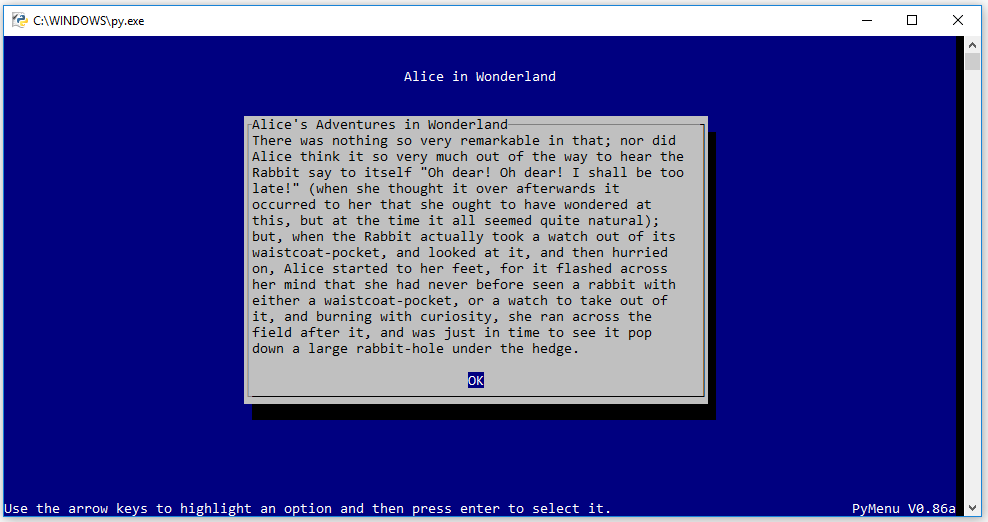 C:\WINDOWS\py.exe
Alice in Wonderland
Alice's Adventures in Wonderland
There was nothing so very remarkable in that; nor did
Alice think it so very much out of the way to hear the
Rabbit say to itself "Oh dear! Oh dear! I shall be too
late!" (when she thought it over afterwards it
occurred to her that she ought to have wondered at
this, but at the time it all seemed quite natural);
but, when the Rabbit actually took a watch out of its
waistcoat-pocket, and looked at it, and then hurried
on, Alice started to her feet, for it flashed across
her mind that she had never before seen a rabbit with
either a waistcoat-pocket, or a watch to take out of
it, and burning with curiosity, she ran across the
field after it, and was just in time to see it pop
down a large rabbit-hole under the hedge.
OK
Use the arrow keys to highlight an option and then press enter to select it. PyMenu V0.86a